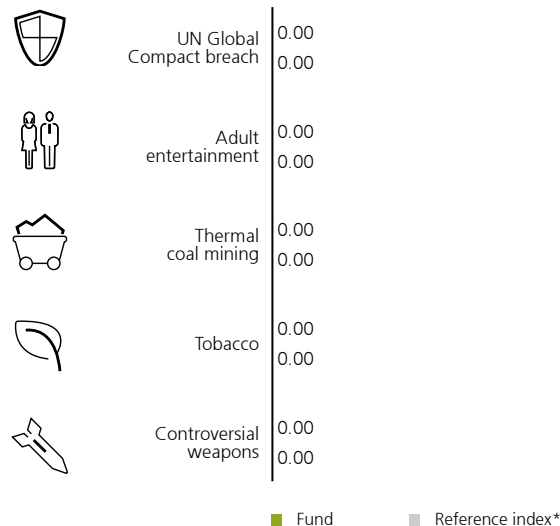 UN Global
Compact breach
0.00
0.00
Adult
entertainment
0.00
0.00
Thermal
coal mining
0.00
0.00
Tobacco
0.00
0.00
Controversial
weapons
0.00
0.00
Fund
Reference index*